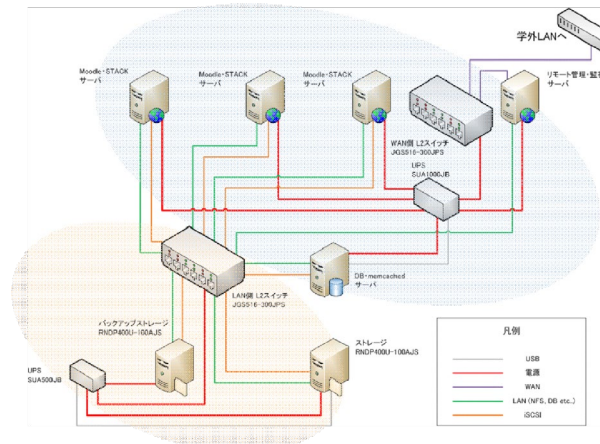 学外LANへ
Moodle・STACK
サーバ
Moodle・STACK
サーバ
Moodle・STACK
サーバ
リモート管理・監視
サーバ
WAN側 L2スイッチ
JGS516-300JPS
UPS
SUA1000JB
DB・memcached
サーバ
LAN側 L2スイッチ
JGS516-300JPS
バックアップストレージ
RNDP400U-100AJS
ストレージ
RNDP400U-100AJS
UPS
SUA500JB
凡例
USB
電源
WAN
LAN (NFS, DB etc.)
iSCSI